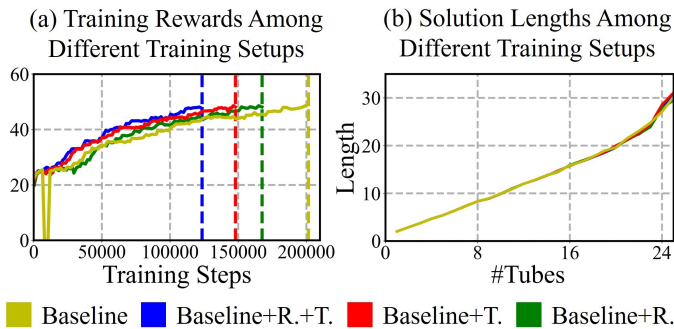 (a) Training Rewards Among
Different Training Setups
60
40
20
0
0 50000 100000 150000 200000
Training Steps
(b) Solution Lengths Among
Different Training Setups
Length
30
20
10
0
8 16 24
#Tubes
Baseline Baseline+R.+T. Baseline+T. Baseline+R.